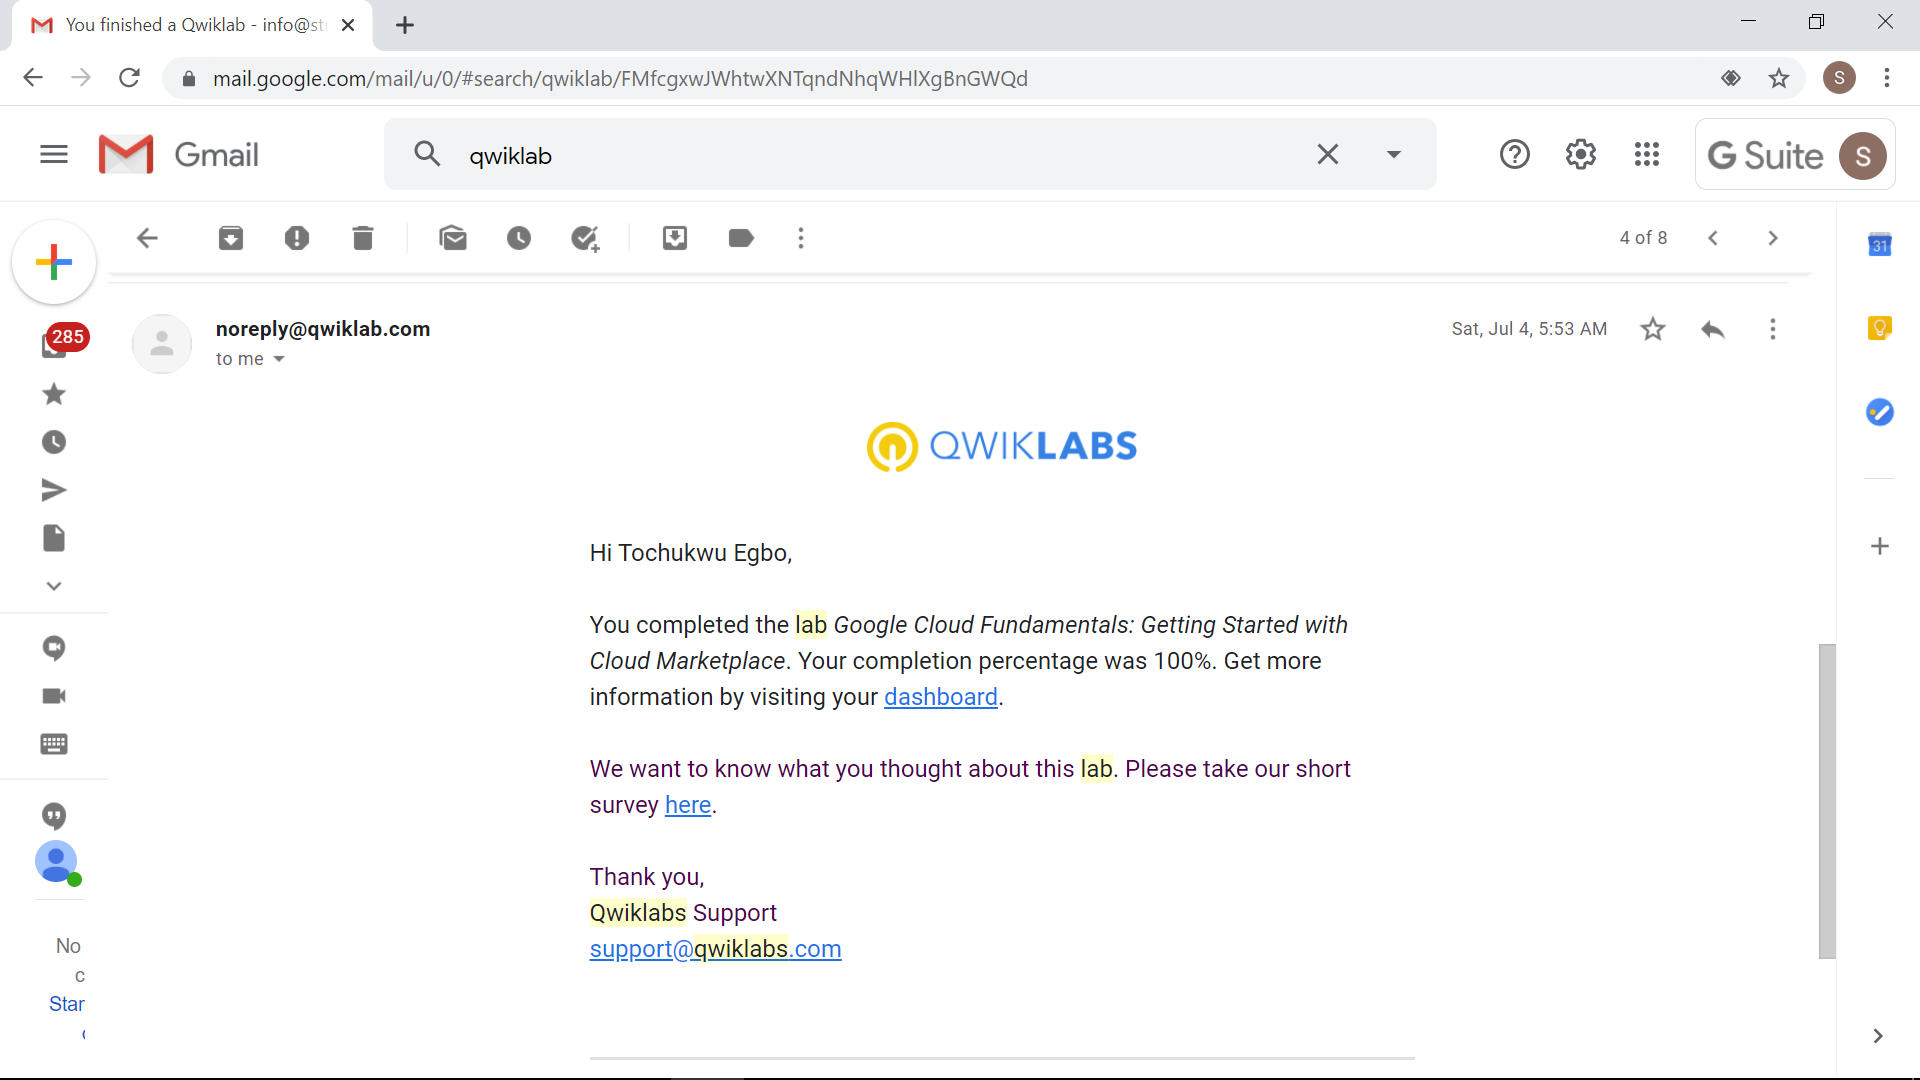 You finished a Qwiklab - info@st
mail.google.com/mail/u/0/#search/qwiklab/FMfcgxwJWhtwXNTqndNhqWHlXgBnGWQd
S
Gmail
qwiklab
G Suite
S
4 of 8
31
285
noreply@qwiklab.com
Sat, Jul 4, 5:53 AM
to me
QWIKLABS
Hi Tochukwu Egbo,
You completed the lab Google Cloud Fundamentals: Getting Started with
Cloud Marketplace. Your completion percentage was 100%. Get more
information by visiting your dashboard.
We want to know what you thought about this lab. Please take our short
survey here.
Thank you,
Qwiklabs Support
support@qwiklabs.com
No
c
Star